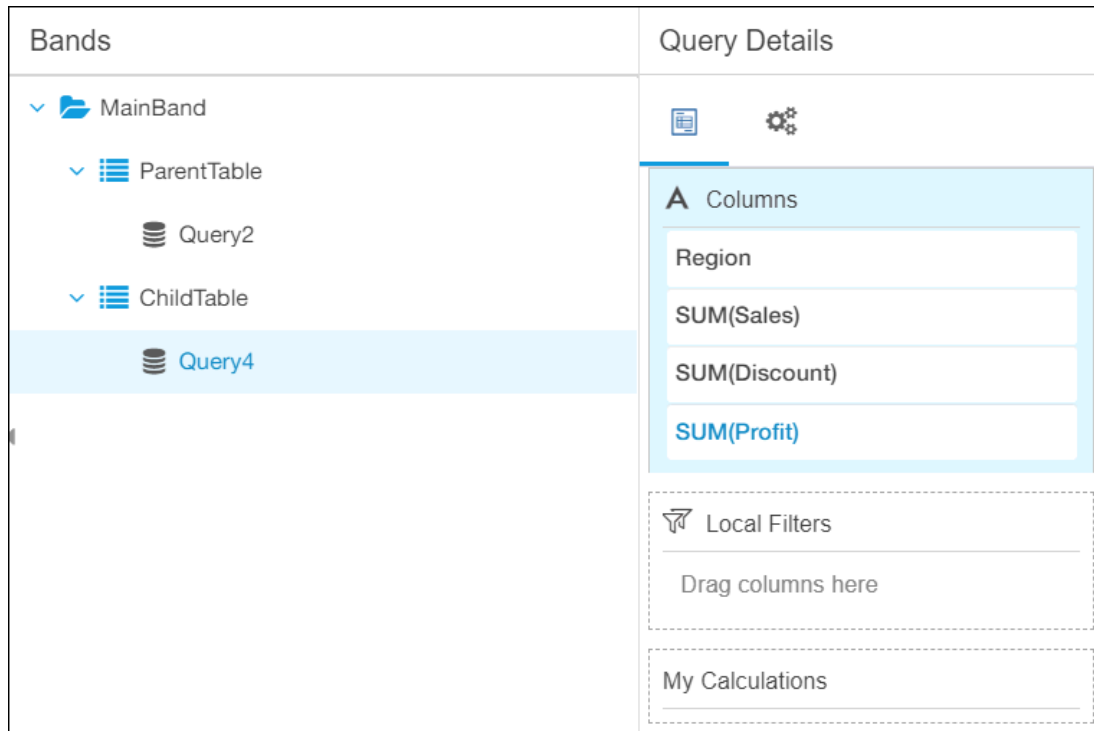 Bands
MainBand
ParentTable
Query2
ChildTable
Query4
Query Details
A Columns
Region
SUM(Sales)
SUM(Discount)
SUM(Profit)
Local Filters
Drag columns here
My Calculations